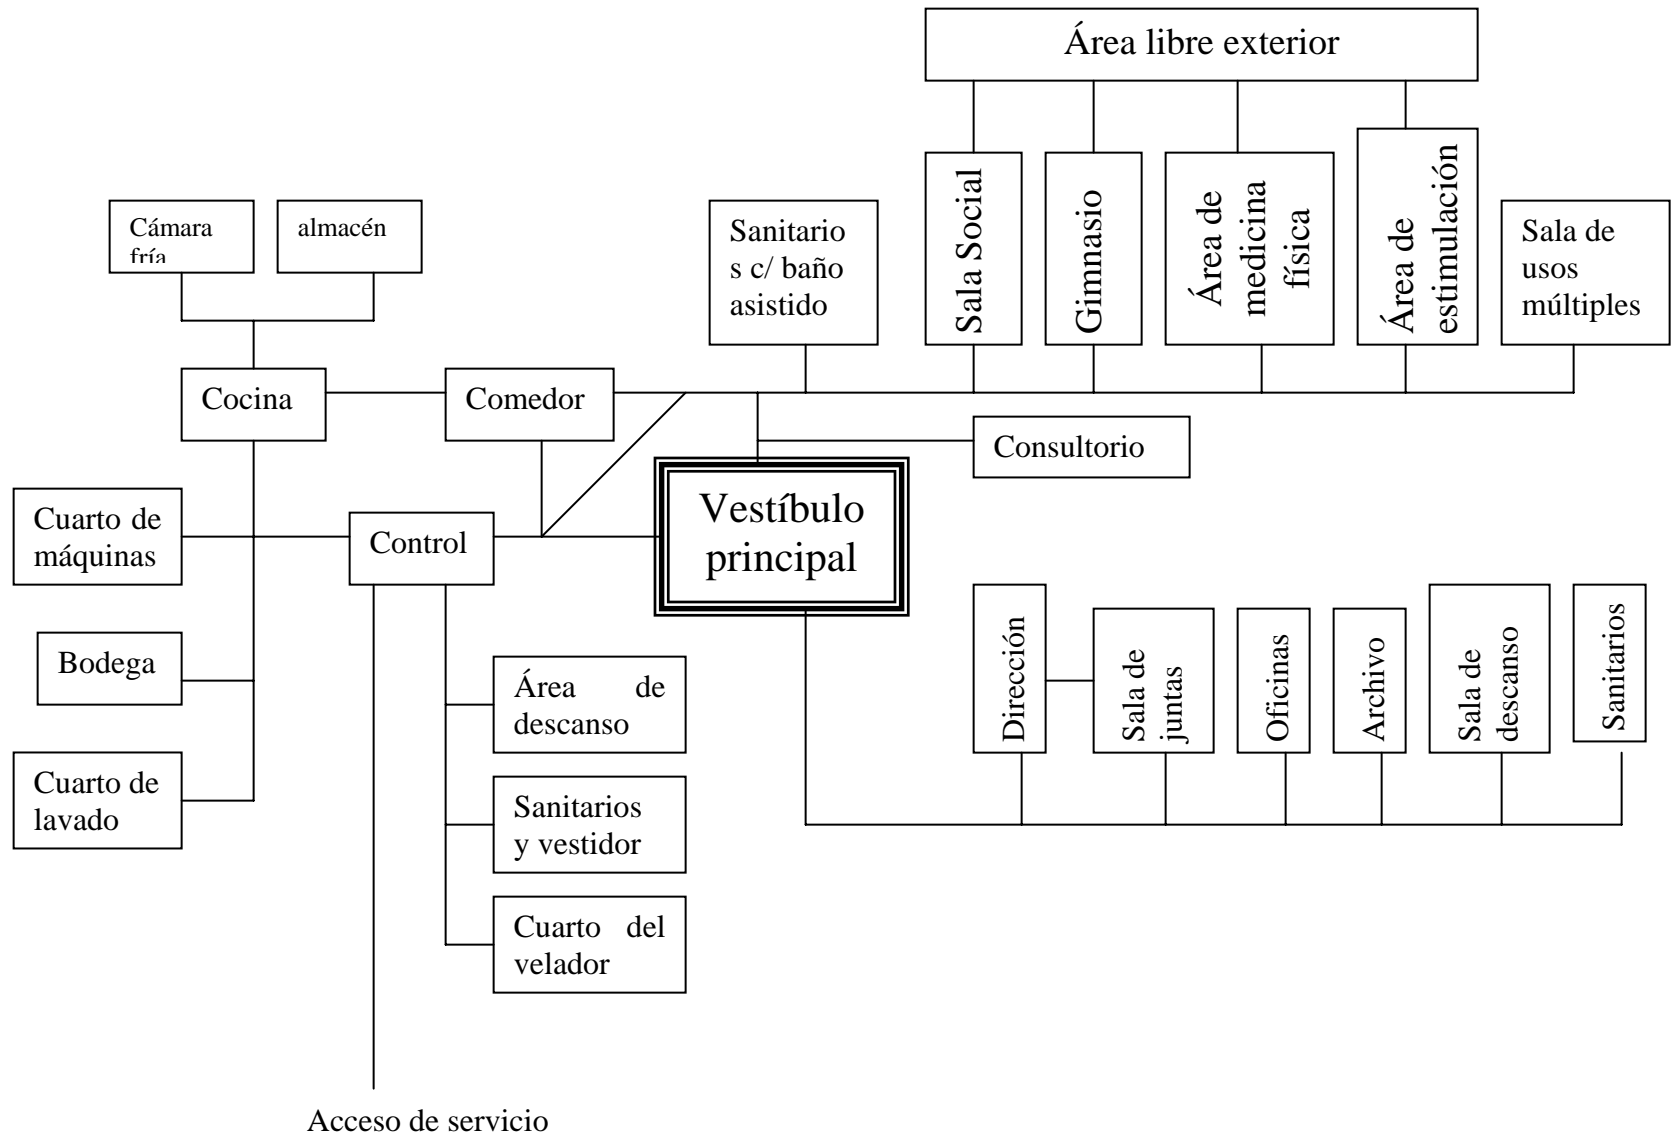 Área libre exterior
Sala Social
Gimnasio
Área de
medicina
física
Área de
estimulación
Cámara
fría
almacén
Sanitario
s c/ baño
asistido
Sala de
usos
múltiples
Cocina
Comedor
Consultorio
Vestíbulo
principal
Cuarto de
máquinas
Control
Bodega
Área de
descanso
Dirección
Sala de
juntas
Oficinas
Archivo
Sala de
descanso
Sanitarios
Cuarto de
lavado
Sanitarios
y vestidor
Cuarto del
velador
Acceso de servicio